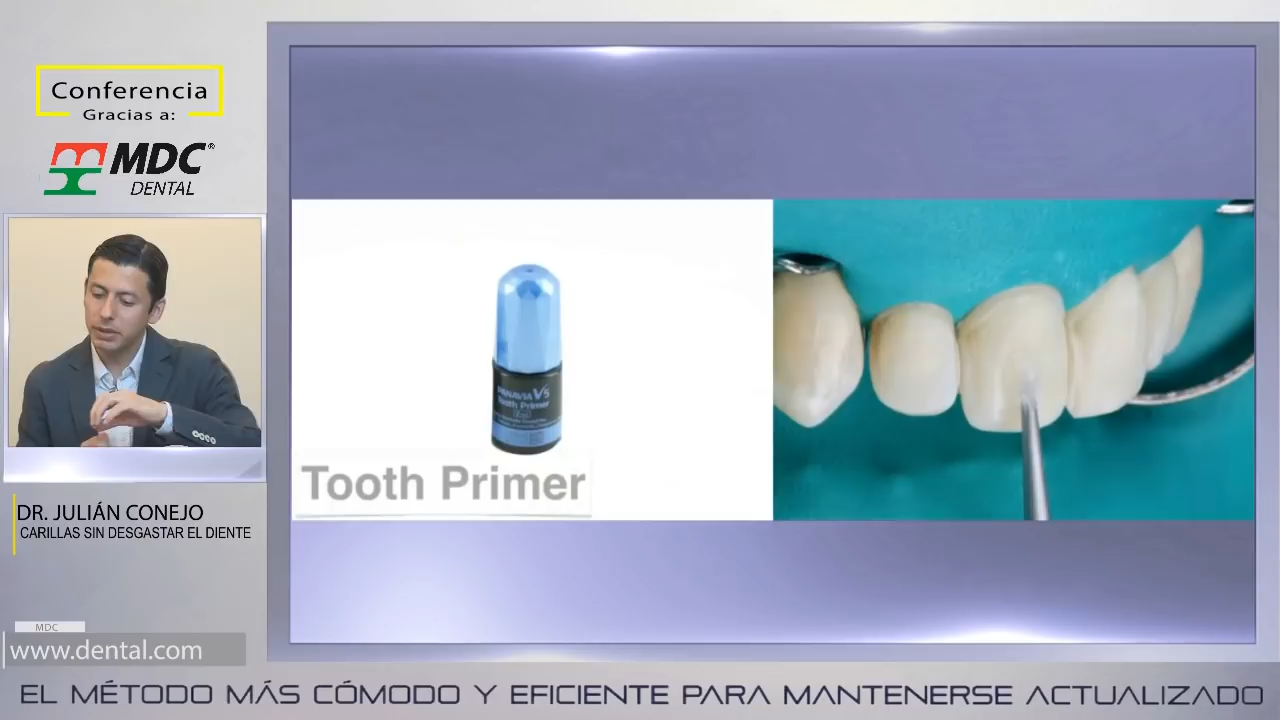 Conferencia
Gracias a:
MDC®
DENTAL
DR. JULIÁN CONEJO
CARILLAS SIN DESGASTAR EL DIENTE
MDC
www.dental.com
PANAVIA V5
Tooth Primer
Tooth Primer
EL MÉTODO MÁS CÓMODO Y EFICIENTE PARA MANTENERSE ACTUALIZADO